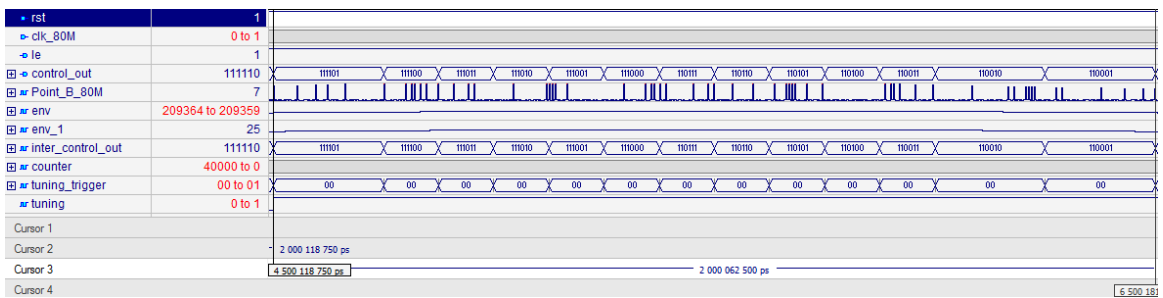 rst 1
clk_80M 0 to 1
le 1
control_out 111110 111101 111100 111011 111010 111001 111000 110111 110110 110101 110100 110011 110010 110001
Point_B_80M 7
env 209364 to 209359
env_1 25
inter_control_out 111110 111101 111100 111011 111010 111001 111000 110111 110110 110101 110100 110011 110010 110001
counter 40000 to 0
tuning_trigger 00 to 01 00 00 00 00 00 00 00 00 00 00 00 00 00
tuning 0 to 1
Cursor 1
Cursor 2 2 000 118 750 ps
Cursor 3 4 500 118 750 ps 2 000 062 500 ps
Cursor 4 6 500 181